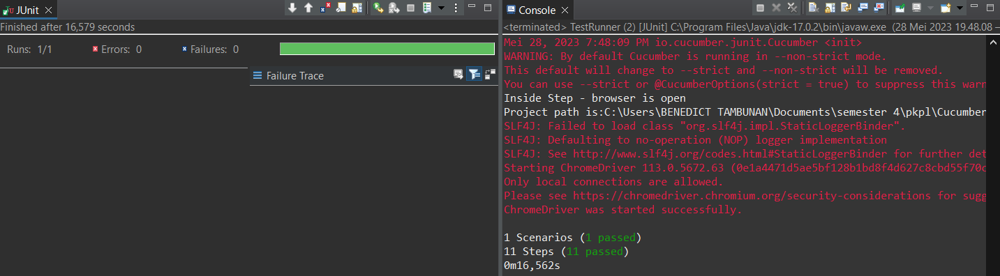 JUnit
Finished after 16,579 seconds
Runs: 1/1
Errors: 0
Failures: 0
Failure Trace
Console
<terminated> TestRunner (2) [JUnit] C:\Program Files\Java\jdk-17.0.2\bin\javaw.exe (28 Mei 2023 19.48.08 –
Mei 28, 2023 7:48:09 PM io.cucumber.junit.Cucumber <init>
WARNING: By default Cucumber is running in --non-strict mode.
This default will change to --strict and --non-strict will be removed.
You can use --strict or @CucumberOptions(strict = true) to suppress this warn
Inside Step - browser is open
Project path is:C:\Users\BENEDICT TAMBUNAN\Documents\semester 4\pkpl\Cucumber
SLF4J: Failed to load class "org.slf4j.impl.StaticLoggerBinder".
SLF4J: Defaulting to no-operation (NOP) logger implementation
SLF4J: See http://www.slf4j.org/codes.html#StaticLoggerBinder for further det
Starting ChromeDriver 113.0.5672.63 (0e1a4471d5ae5bf128b1bd8f4d627c8cbd55f70c
Only local connections are allowed.
Please see https://chromedriver.chromium.org/security-considerations for sugg
ChromeDriver was started successfully.
1 Scenarios (1 passed)
11 Steps (11 passed)
0m16,562s